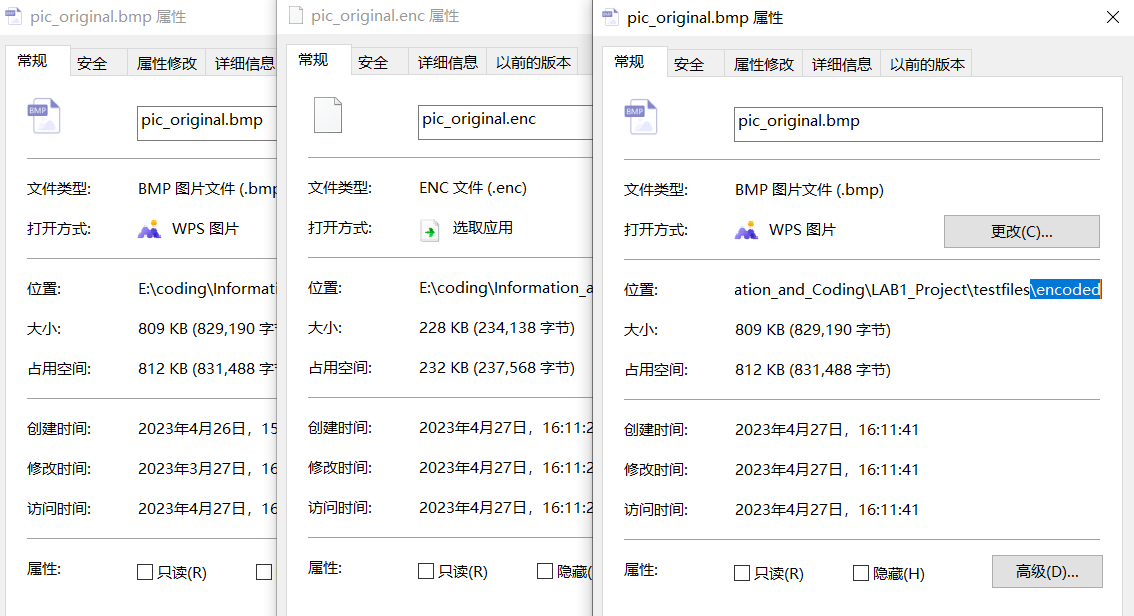 pic_original.bmp 属性
常规 安全 属性修改 详细信息
BMP
pic_original.bmp
文件类型: BMP 图片文件 (.bmp
打开方式: WPS 图片
位置: E:\coding\Informati
大小: 809 KB (829,190 字
占用空间: 812 KB (831,488 字
创建时间: 2023年4月26日，15
修改时间: 2023年3月27日，16
访问时间: 2023年4月27日，16
属性: 只读(R)
pic_original.enc 属性
常规 安全 详细信息 以前的版本
pic_original.enc
文件类型: ENC 文件 (.enc)
打开方式: 选取应用
位置: E:\coding\Information_a
大小: 228 KB (234,138 字节)
占用空间: 232 KB (237,568 字节)
创建时间: 2023年4月27日，16:11:2
修改时间: 2023年4月27日，16:11:2
访问时间: 2023年4月27日，16:11:2
属性: 只读(R) 隐藏(
pic_original.bmp 属性
常规 安全 属性修改 详细信息 以前的版本
BMP
pic_original.bmp
文件类型: BMP 图片文件 (.bmp)
打开方式: WPS 图片 更改(C)...
位置: ation_and_Coding\LAB1_Project\testfiles\encoded
大小: 809 KB (829,190 字节)
占用空间: 812 KB (831,488 字节)
创建时间: 2023年4月27日，16:11:41
修改时间: 2023年4月27日，16:11:41
访问时间: 2023年4月27日，16:11:41
属性: 只读(R) 隐藏(H) 高级(D)...